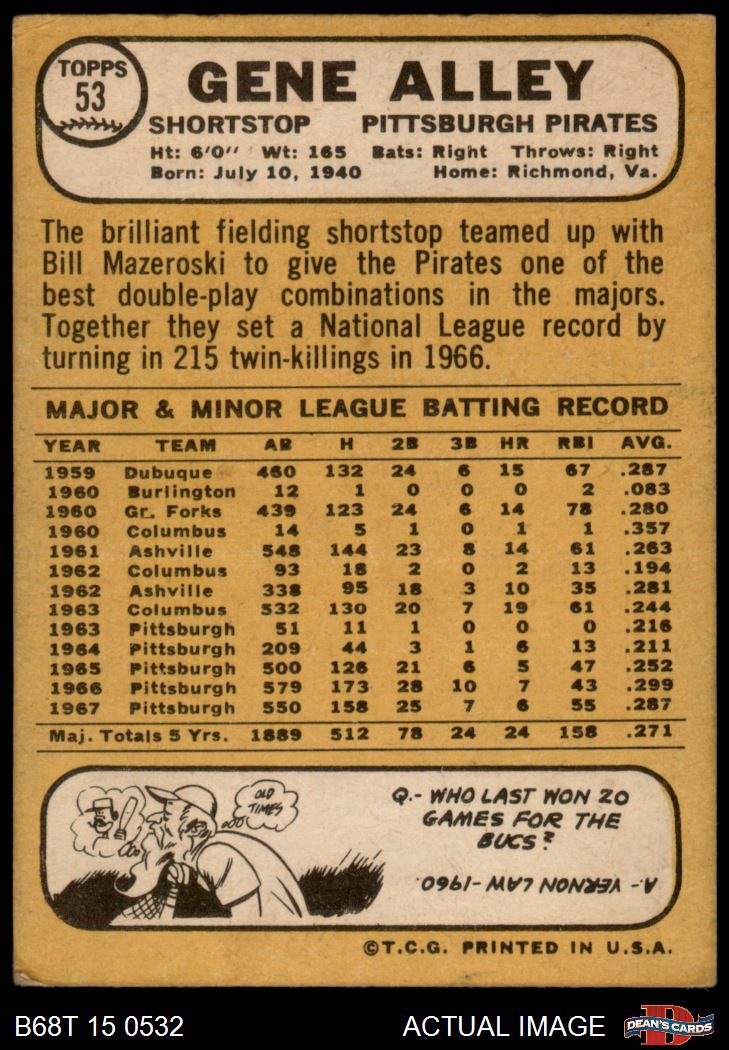 TOPPS
53
GENE ALLEY
SHORTSTOP PITTSBURGH PIRATES
Ht: 6'0'' Wt: 165 Bats: Right Throws: Right
Born: July 10, 1940 Home: Richmond, Va.
The brilliant fielding shortstop teamed up with
Bill Mazeroski to give the Pirates one of the
best double-play combinations in the majors.
Together they set a National League record by
turning in 215 twin-killings in 1966.
MAJOR & MINOR LEAGUE BATTING RECORD
YEAR TEAM AB H 2B 3B HR RBI AVG.
1959 Dubuque 460 132 24 6 15 67 .287
1960 Burlington 12 1 0 0 0 2 .083
1960 Gr. Forks 439 123 24 6 14 78 .280
1960 Columbus 14 5 1 0 1 1 .357
1961 Ashville 548 144 23 8 14 61 .263
1962 Columbus 93 18 2 0 2 13 .194
1962 Ashville 338 95 18 3 10 35 .281
1963 Columbus 532 130 20 7 19 61 .244
1963 Pittsburgh 51 11 1 0 0 0 .216
1964 Pittsburgh 209 44 3 1 6 13 .211
1965 Pittsburgh 500 126 21 6 5 47 .252
1966 Pittsburgh 579 173 28 10 7 43 .299
1967 Pittsburgh 550 158 25 7 6 55 .287
Maj. Totals 5 Yrs. 1889 512 78 24 24 158 .271
OLD
TIMES
Q.- WHO LAST WON 20
GAMES FOR THE
BUCS?
A.- VERNON LAW -1960
©T.C.G. PRINTED IN U.S.A.
B68T 15 0532 ACTUAL IMAGE
D
DEAN'S CARDS